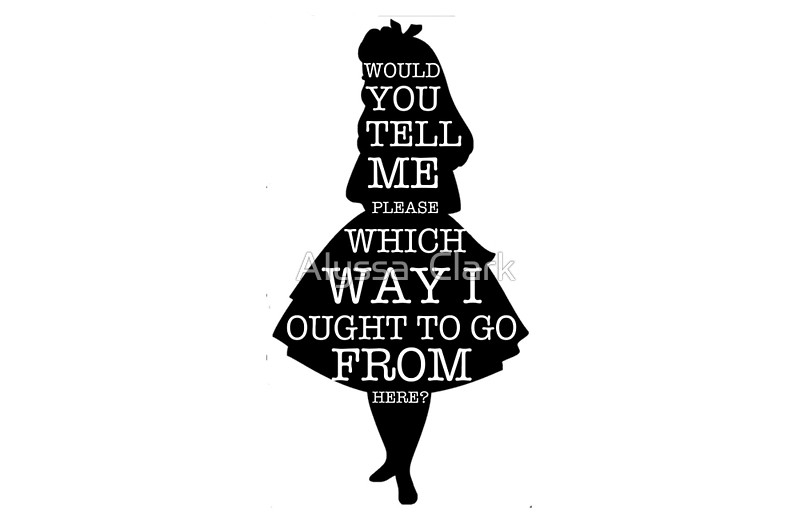 WOULD
YOU
TELL
ME
PLEASE
WHICH
Alyssa Clark
WAY I
OUGHT TO GO
FROM
HERE?